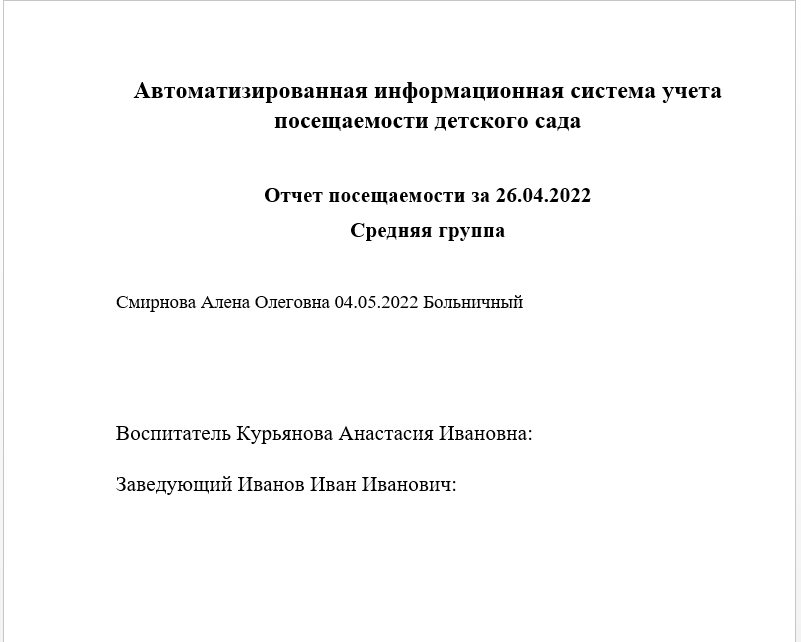 Автоматизированная информационная система учета
посещаемости детского сада
Отчет посещаемости за 26.04.2022
Средняя группа
Смирнова Алена Олеговна 04.05.2022 Больничный
Воспитатель Курьянова Анастасия Ивановна:
Заведующий Иванов Иван Иванович: